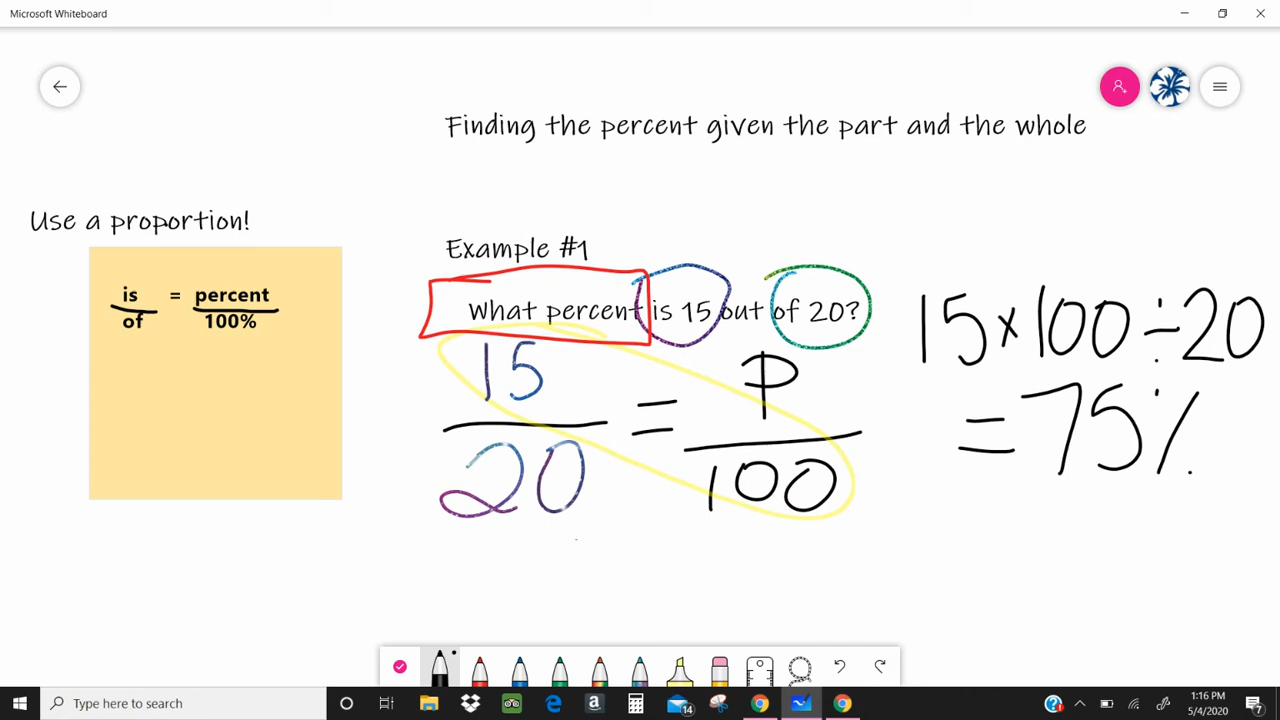 Microsoft Whiteboard
Finding the percent given the part and the whole
Use a proportion!
is = percent
of 100%
Example #1
What percent is 15 out of 20?
15 = P
20 100
15×100÷20
=75%
Type here to search
14
1:16 PM
5/4/2020
7